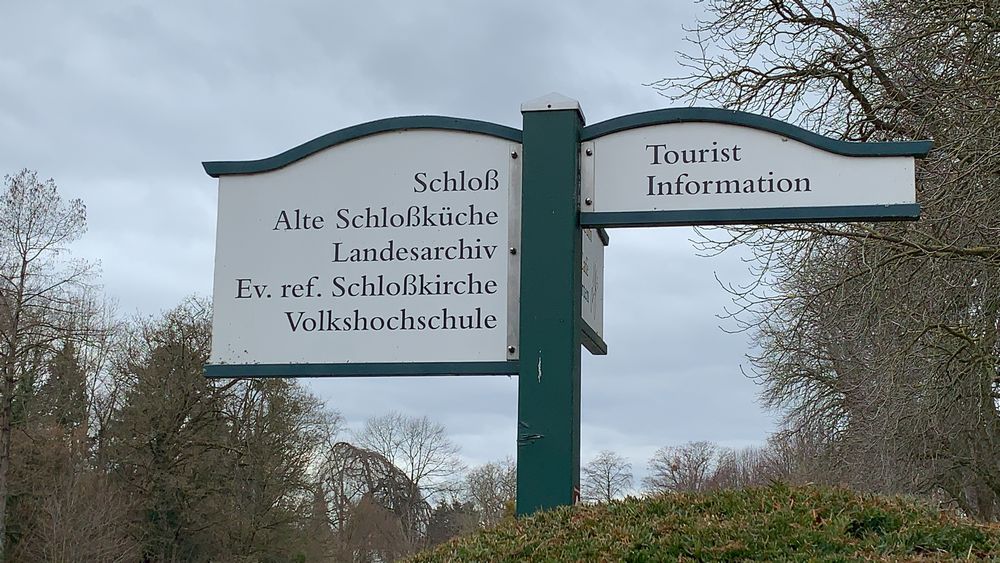 Schloß
Alte Schloßküche
Landesarchiv
Ev. ref. Schloßkirche
Volkshochschule
Tourist
Information